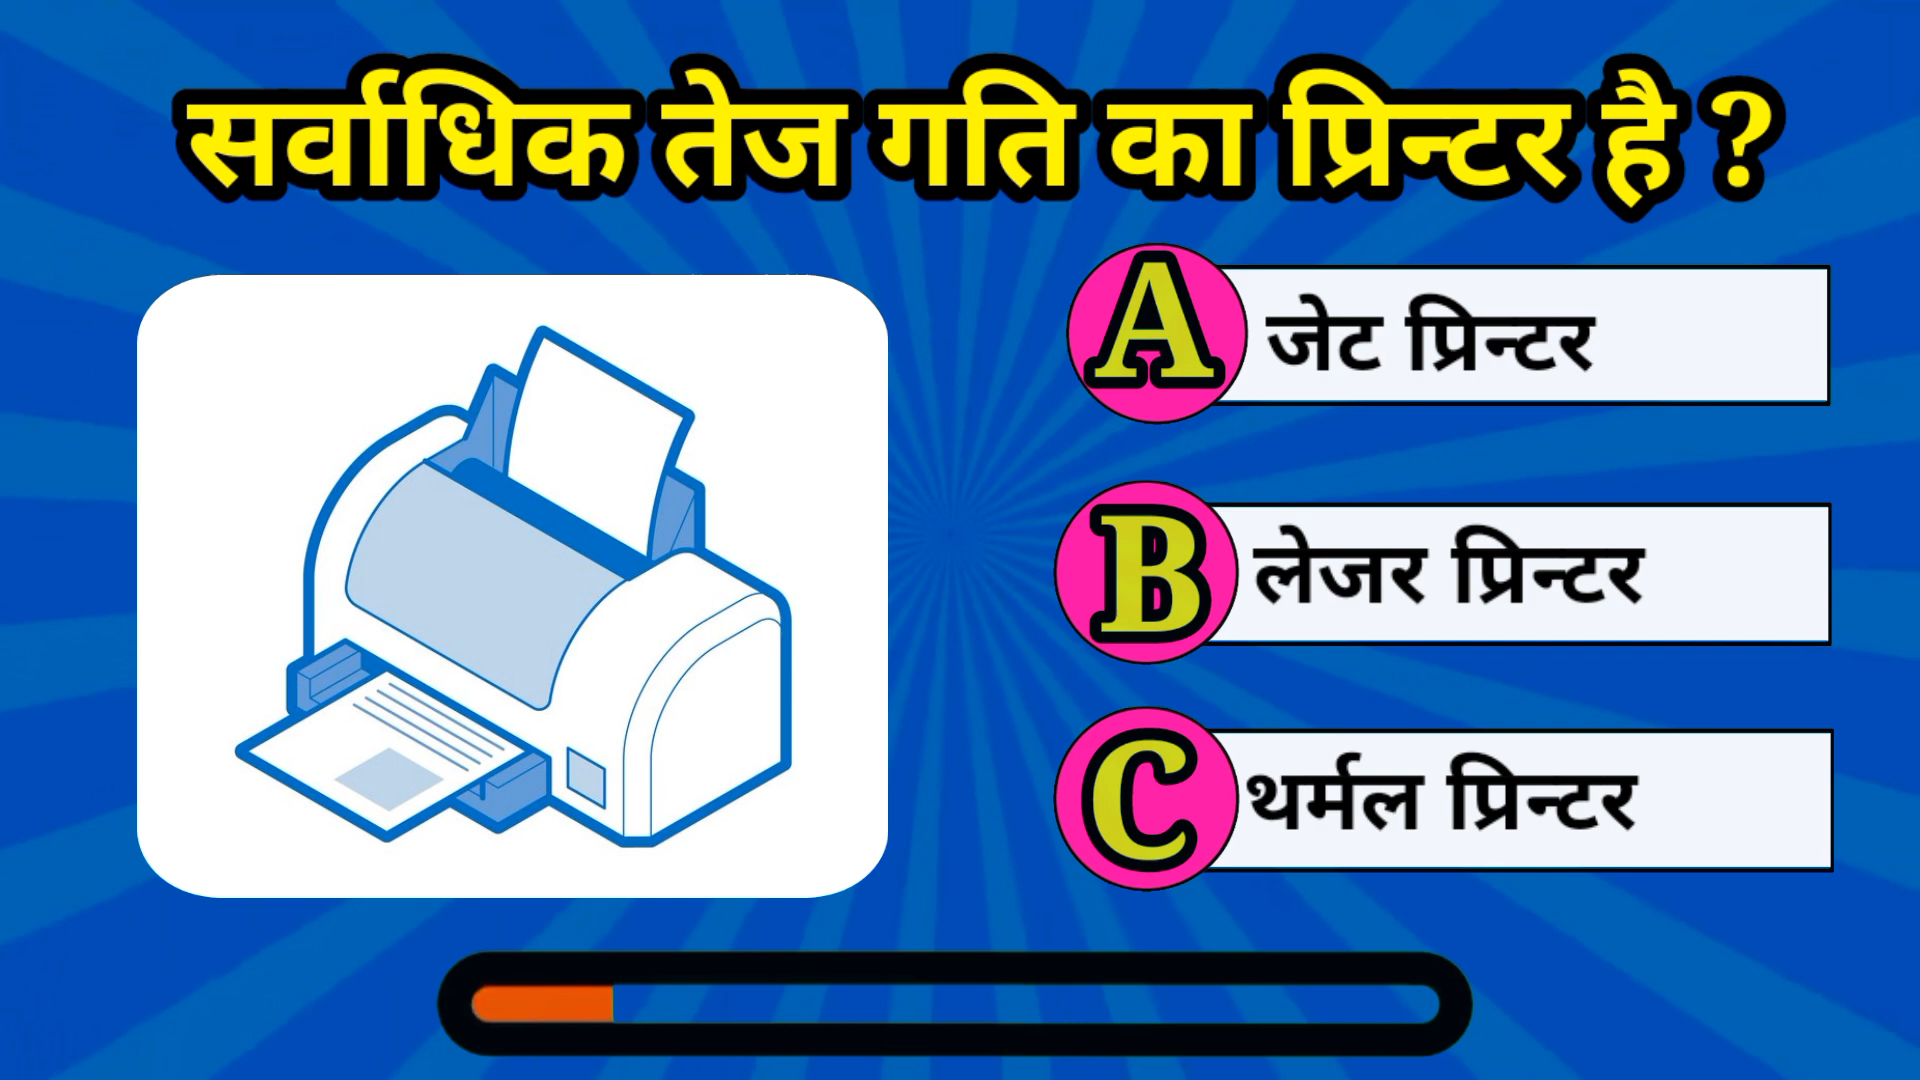 सर्वाधिक तेज गति का प्रिन्टर है ?
A जेट प्रिन्टर
B लेजर प्रिन्टर
C थर्मल प्रिन्टर